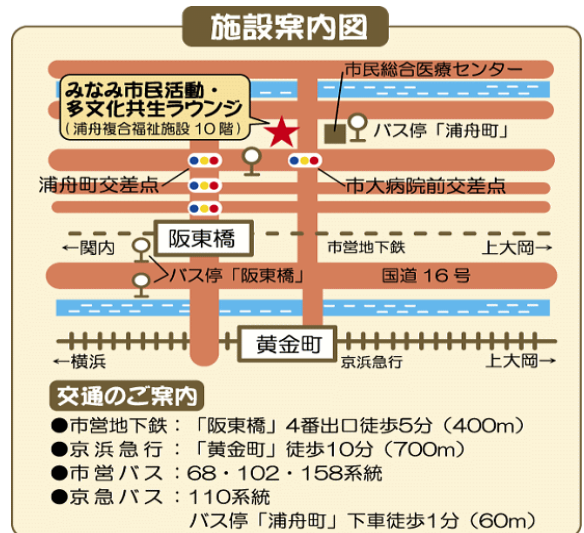 施設案内図
市民総合医療センター
みなみ市民活動・
多文化共生ラウンジ
(浦舟複合福祉施設10階)
バス停「浦舟町」
浦舟町交差点
市大病院前交差点
阪東橋
←関内
市営地下鉄
上大岡→
バス停「阪東橋」
国道16号
黄金町
←横浜
京浜急行
上大岡→
交通のご案内
●市営地下鉄：「阪東橋」4番出口徒歩5分（400m）
●京浜急行：「黄金町」徒歩10分（700m）
●市営バス：68・102・158系統
●京急バス：110系統
バス停「浦舟町」下車徒歩1分（60m）